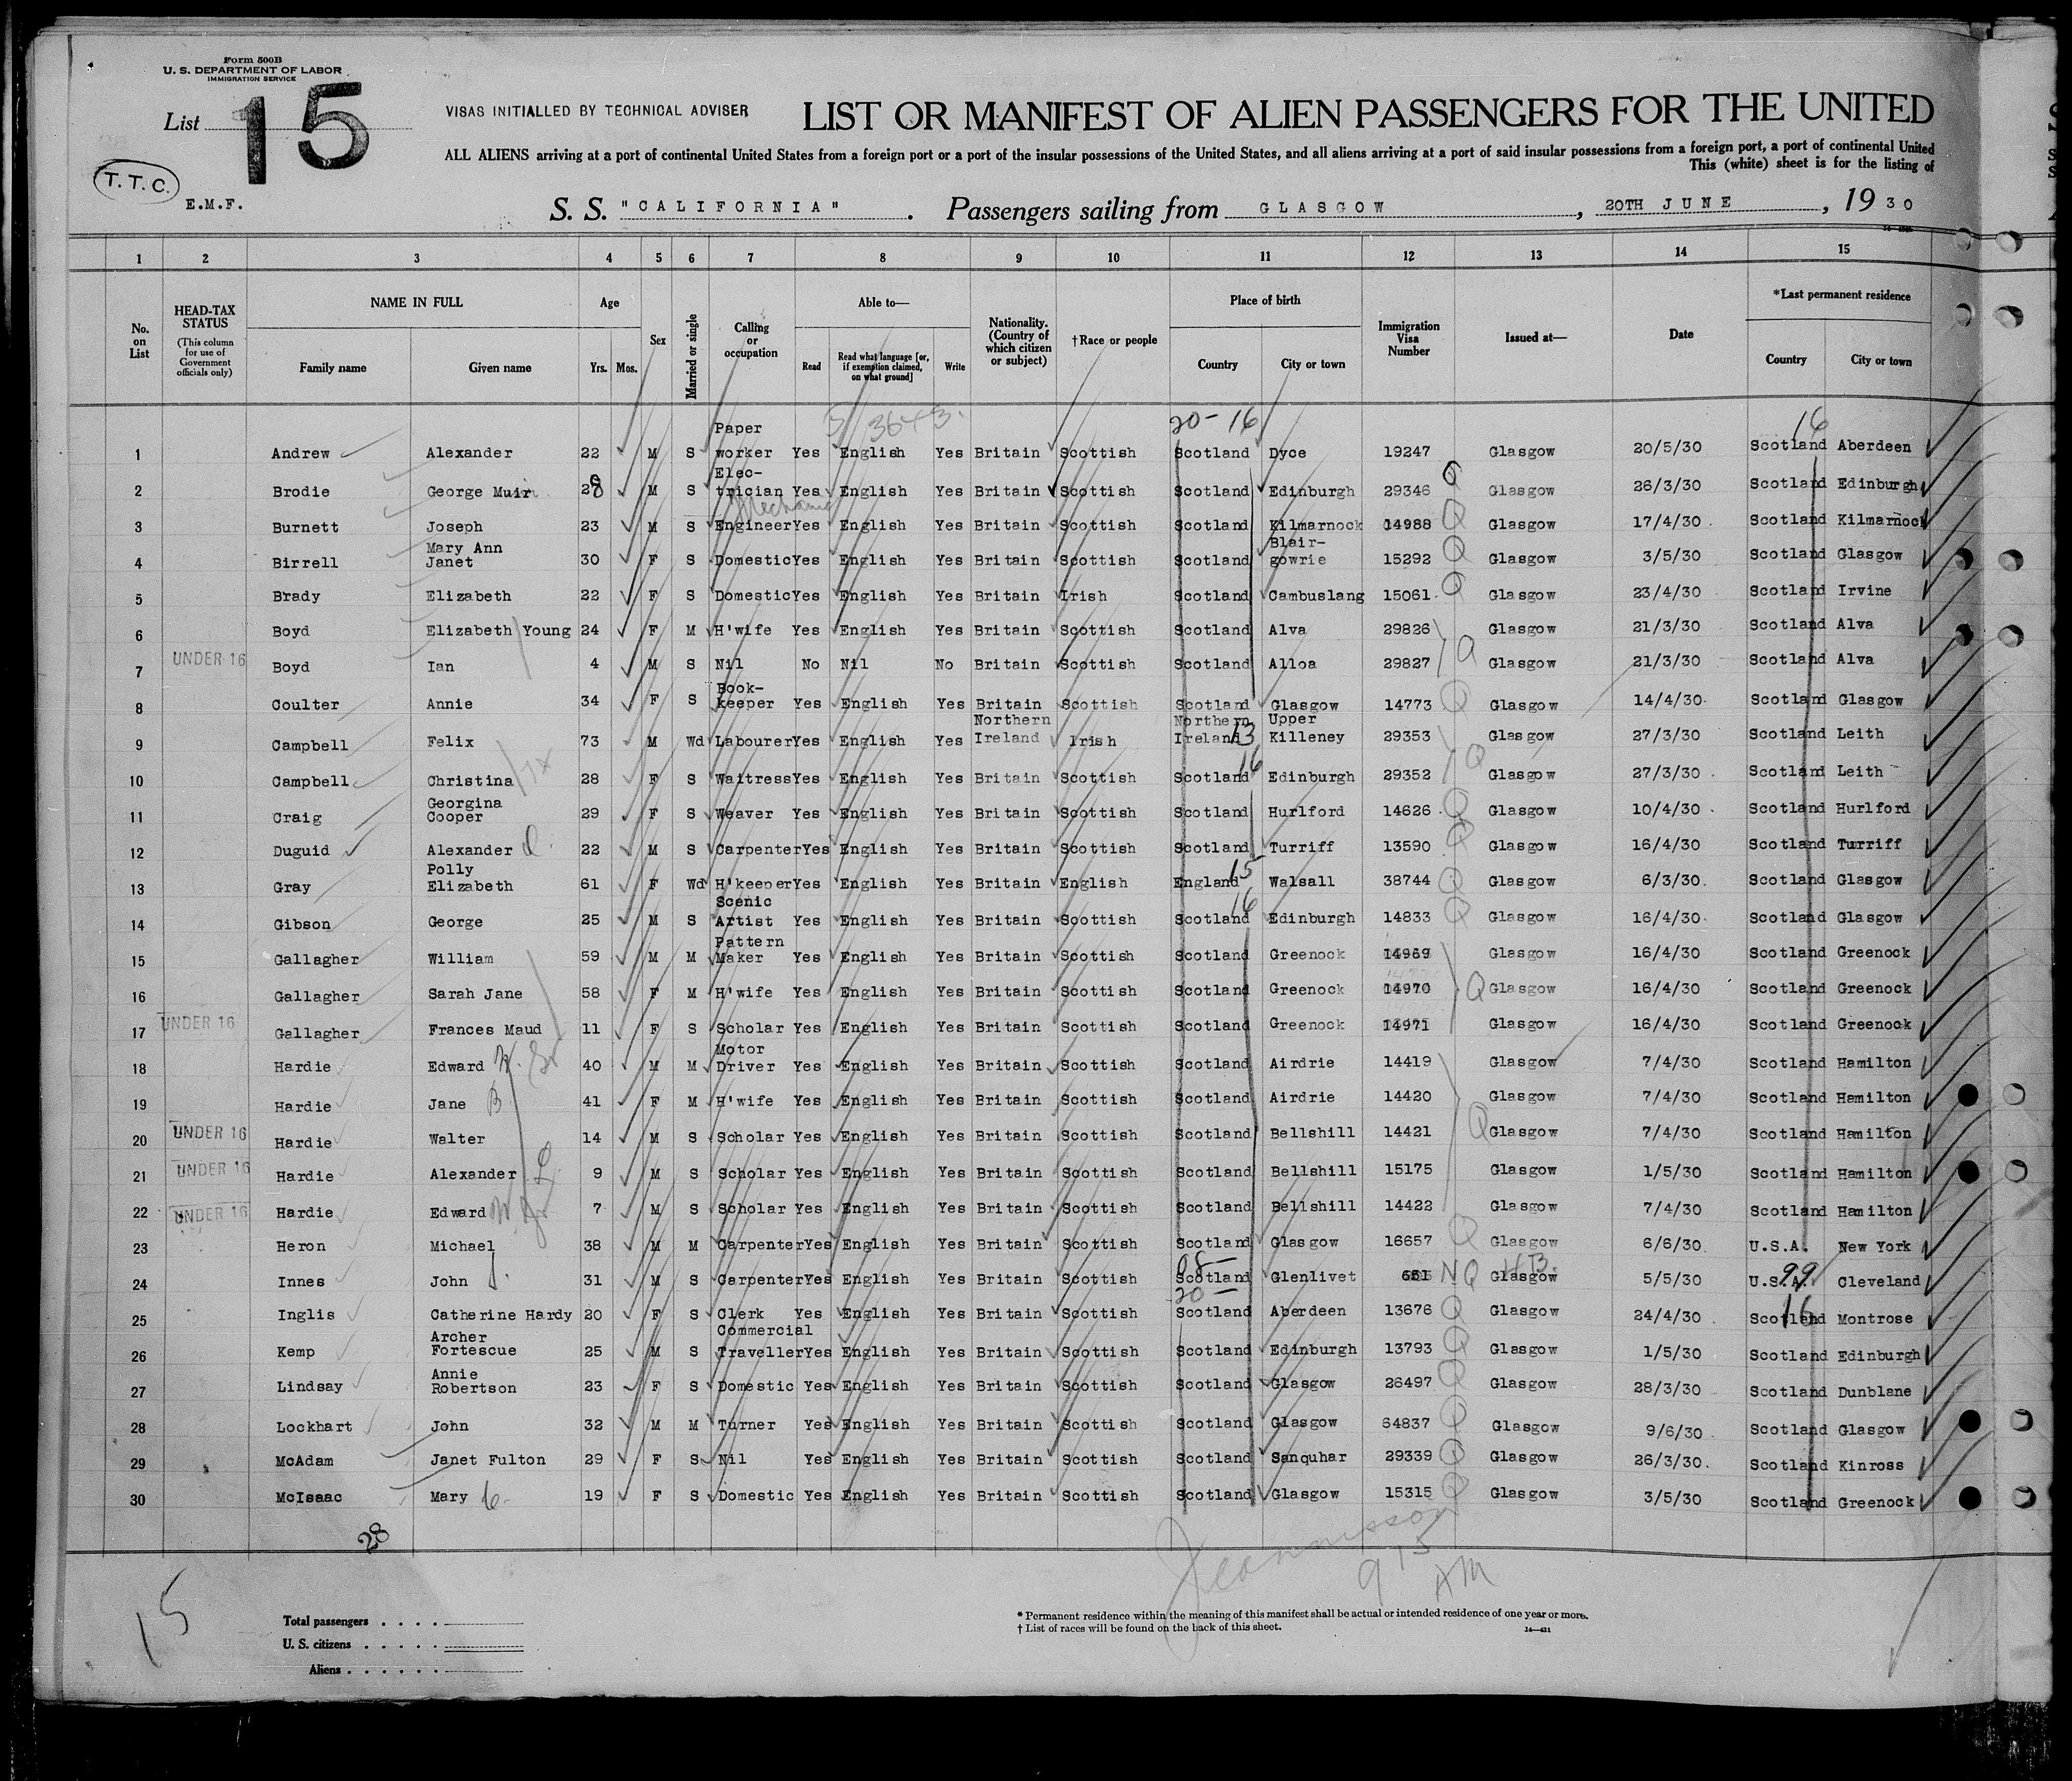 Form 500B
U. S. DEPARTMENT OF LABOR
IMMIGRATION SERVICE
List 15
VISAS INITIALLED BY TECHNICAL ADVISER
LIST OR MANIFEST OF ALIEN PASSENGERS FOR THE UNITED
ALL ALIENS arriving at a port of continental United States from a foreign port or a port of the insular possessions of the United States, and all aliens arriving at a port of said insular possessions from a foreign port, a port of continental United
This (white) sheet is for the listing of
T.T.C.
E.M.F.
S. S. "CALIFORNIA" . Passengers sailing from GLASGOW , 20TH JUNE , 19 30
1 2 3 4 5 6 7 8 9 10 11 12 13 14 15
No. on List
HEAD-TAX STATUS
(This column for use of Government officials only)
NAME IN FULL
Family name Given name
Age
Yrs. Mos.
Sex
Married or single
Calling or occupation
Able to—
Read
Read what language [or, if exemption claimed, on what ground]
Write
Nationality. (Country of which citizen or subject)
†Race or people
Place of birth
Country City or town
Immigration Visa Number
Issued at—
Date
*Last permanent residence
Country City or town
20-16 16
1 Andrew Alexander 22 M S Paper worker Yes English Yes Britain Scottish Scotland Dyce 19247 Glasgow 20/5/30 Scotland Aberdeen
2 Brodie George Muir 28 M S Elec-trician Yes English Yes Britain Scottish Scotland Edinburgh 29346 Glasgow 26/3/30 Scotland Edinburgh
Mechanic
3 Burnett Joseph 23 M S Engineer Yes English Yes Britain Scottish Scotland Kilmarnock 14988 Q Glasgow 17/4/30 Scotland Kilmarnock
4 Birrell Mary Ann Janet 30 F S Domestic Yes English Yes Britain Scottish Scotland Blair-gowrie 15292 Q Glasgow 3/5/30 Scotland Glasgow
5 Brady Elizabeth 22 F S Domestic Yes English Yes Britain Irish Scotland Cambuslang 15061 Q Glasgow 23/4/30 Scotland Irvine
6 Boyd Elizabeth Young 24 F M H'wife Yes English Yes Britain Scottish Scotland Alva 29826 Glasgow 21/3/30 Scotland Alva
7 UNDER 16 Boyd Ian 4 M S Nil No Nil No Britain Scottish Scotland Alloa 29827 Q Glasgow 21/3/30 Scotland Alva
8 Coulter Annie 34 F S Book-keeper Yes English Yes Britain Scottish Scotland Glasgow 14773 Q Glasgow 14/4/30 Scotland Glasgow
9 Campbell Felix 73 M Wd Labourer Yes English Yes Northern Ireland Irish Northern Ireland 13 Upper Killeney 29353 Glasgow 27/3/30 Scotland Leith
10 Campbell Christina 28 F S Waitress Yes English Yes Britain Scottish Scotland 16 Edinburgh 29352 Q Glasgow 27/3/30 Scotland Leith
11 Craig Georgina Cooper 29 F S Weaver Yes English Yes Britain Scottish Scotland Hurlford 14626 Q Glasgow 10/4/30 Scotland Hurlford
12 Duguid Alexander 22 M S Carpenter Yes English Yes Britain Scottish Scotland Turriff 13590 Q Glasgow 16/4/30 Scotland Turriff
13 Gray Polly Elizabeth 61 F Wd H'keeper Yes English Yes Britain English England 15 Walsall 38744 Q Glasgow 6/3/30 Scotland Glasgow
14 Gibson George 25 M S Scenic Artist Yes English Yes Britain Scottish Scotland 16 Edinburgh 14833 Q Glasgow 16/4/30 Scotland Glasgow
15 Gallagher William 59 M M Pattern Maker Yes English Yes Britain Scottish Scotland Greenock 14969 Glasgow 16/4/30 Scotland Greenock
16 Gallagher Sarah Jane 58 F M H'wife Yes English Yes Britain Scottish Scotland Greenock 14970 Q Glasgow 16/4/30 Scotland Greenock
17 UNDER 16 Gallagher Frances Maud 11 F S Scholar Yes English Yes Britain Scottish Scotland Greenock 14971 Glasgow 16/4/30 Scotland Greenock
18 Hardie Edward W. Sr 40 M M Motor Driver Yes English Yes Britain Scottish Scotland Airdrie 14419 Glasgow 7/4/30 Scotland Hamilton
19 Hardie Jane B 41 F M H'wife Yes English Yes Britain Scottish Scotland Airdrie 14420 Glasgow 7/4/30 Scotland Hamilton
20 UNDER 16 Hardie Walter 14 M S Scholar Yes English Yes Britain Scottish Scotland Bellshill 14421 Q Glasgow 7/4/30 Scotland Hamilton
21 UNDER 16 Hardie Alexander L 9 M S Scholar Yes English Yes Britain Scottish Scotland Bellshill 15175 Glasgow 1/5/30 Scotland Hamilton
22 UNDER 16 Hardie Edward W Jr 7 M S Scholar Yes English Yes Britain Scottish Scotland Bellshill 14422 Glasgow 7/4/30 Scotland Hamilton
23 Heron Michael 38 M M Carpenter Yes English Yes Britain Scottish Scotland Glasgow 16657 Q Glasgow 6/6/30 U.S.A. New York
08-
24 Innes John J. 31 M S Carpenter Yes English Yes Britain Scottish Scotland Glenlivet 651 NQ Glasgow 5/5/30 U.S.A. 99 Cleveland
20-
25 Inglis Catherine Hardy 20 F S Clerk Yes English Yes Britain Scottish Scotland Aberdeen 13676 Q Glasgow 24/4/30 Scotland 16 Montrose
26 Kemp Archer Fortescue 25 M S Commercial Traveller Yes English Yes Britain Scottish Scotland Edinburgh 13793 Q Glasgow 1/5/30 Scotland Edinburgh
27 Lindsay Annie Robertson 23 F S Domestic Yes English Yes Britain Scottish Scotland Glasgow 26497 Q Glasgow 28/3/30 Scotland Dunblane
28 Lockhart John 32 M M Turner Yes English Yes Britain Scottish Scotland Glasgow 64837 Q Glasgow 9/6/30 Scotland Glasgow
29 McAdam Janet Fulton 29 F S Nil Yes English Yes Britain Scottish Scotland Sanquhar 29339 Q Glasgow 26/3/30. Scotland Kinross
30 McIsaac Mary 19 F S Domestic Yes English Yes Britain Scottish Scotland Glasgow 15315 Q Glasgow 3/5/30 Scotland Greenock
28
9 15 AM
15
Total passengers . . . .
U. S. citizens . . . . .
Aliens . . . . . .
* Permanent residence within the meaning of this manifest shall be actual or intended residence of one year or more.
† List of races will be found on the back of this sheet.
14—431